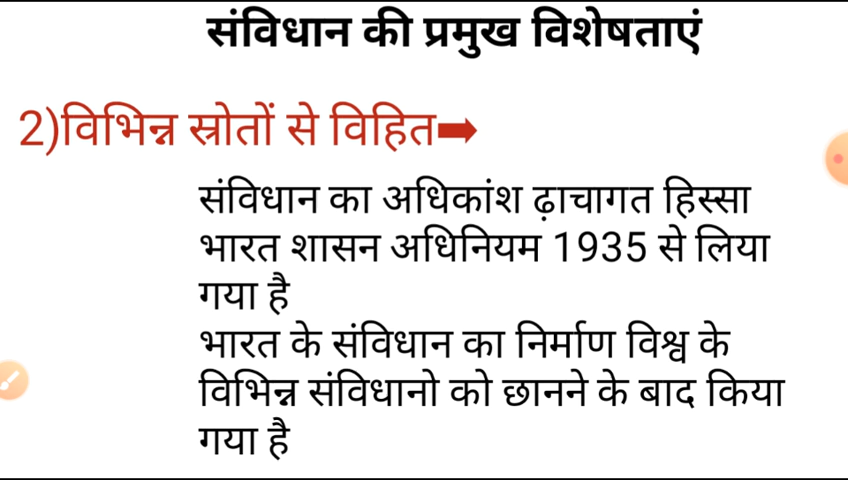 संविधान की प्रमुख विशेषताएं
2)विभिन्न स्रोतों से विहित➡
संविधान का अधिकांश ढ़ाचागत हिस्सा
भारत शासन अधिनियम 1935 से लिया
गया है
भारत के संविधान का निर्माण विश्व के
विभिन्न संविधानो को छानने के बाद किया
गया है